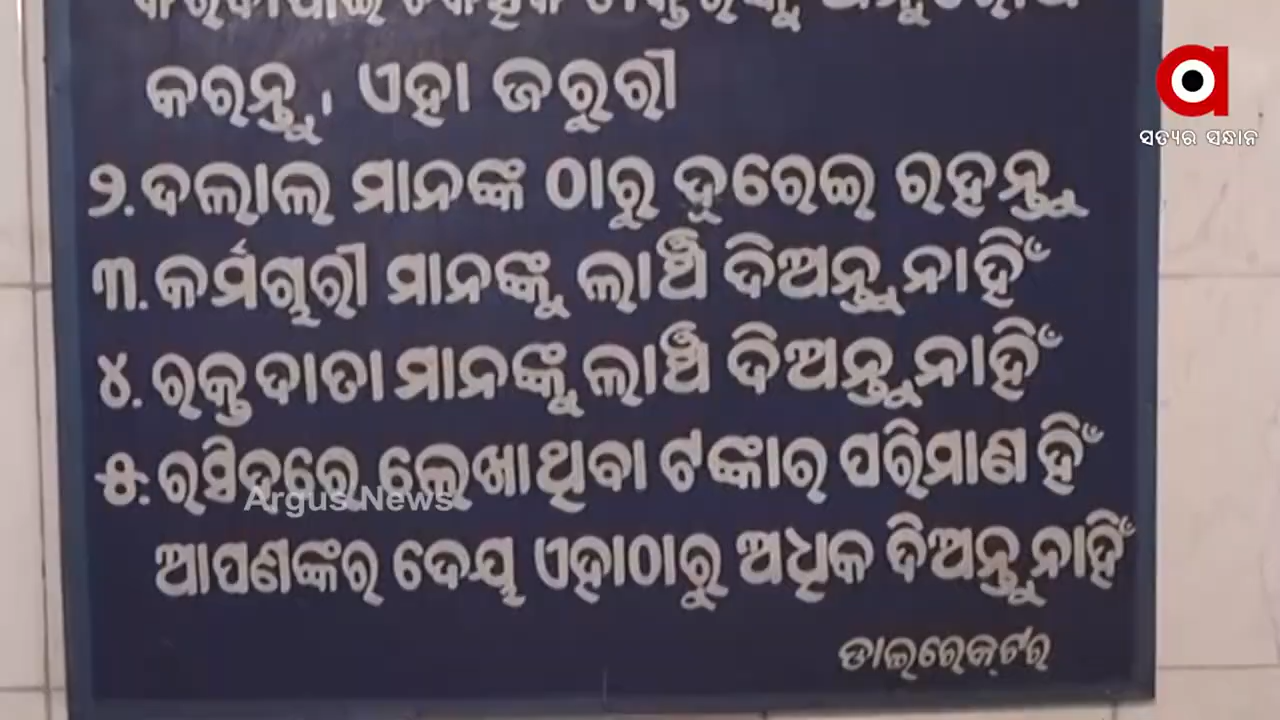 କରନ୍ତୁ, ଏହା ଜରୁରୀ
୨. ଦଲାଲ ମାନଙ୍କ ଠାରୁ ଦୂରେଇ ରହନ୍ତୁ
୩. କର୍ମଚାରୀ ମାନଙ୍କୁ ଲାଞ୍ଚ ଦିଅନ୍ତୁ ନାହିଁ
୪. ରକ୍ତଦାତା ମାନଙ୍କୁ ଲାଞ୍ଚ ଦିଅନ୍ତୁ ନାହିଁ
୫. ରସିଦରେ ଲେଖାଥିବା ଟଙ୍କାର ପରିମାଣ ହିଁ
ଆପଣଙ୍କର ଦେୟ ଏହାଠାରୁ ଅଧିକ ଦିଅନ୍ତୁ ନାହିଁ
ଡାଇରେକ୍ଟର
ସତ୍ୟର ସନ୍ଧାନ
Argus News